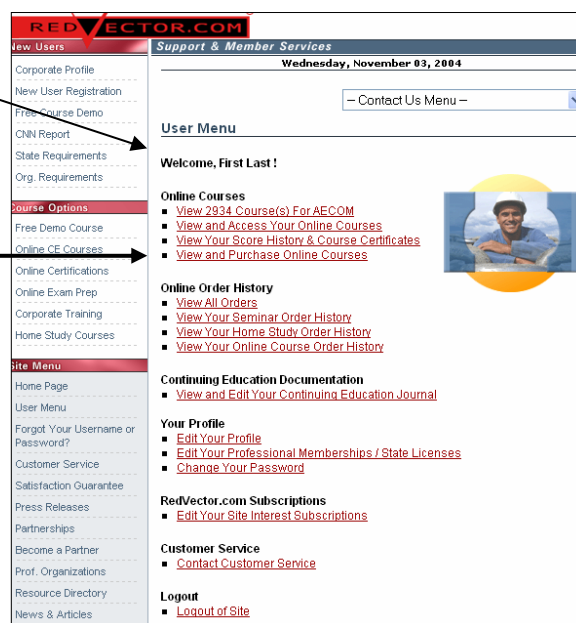 REDVECTOR.COM
New Users
Corporate Profile
New User Registration
Free Course Demo
CNN Report
State Requirements
Org. Requirements
Course Options
Free Demo Course
Online CE Courses
Online Certifications
Online Exam Prep
Corporate Training
Home Study Courses
Site Menu
Home Page
User Menu
Forgot Your Username or
Password?
Customer Service
Satisfaction Guarantee
Press Releases
Partnerships
Become a Partner
Prof. Organizations
Resource Directory
News & Articles
Support & Member Services
Wednesday, November 03, 2004
-- Contact Us Menu --
User Menu
Welcome, First Last !
Online Courses
View 2934 Course(s) For AECOM
View and Access Your Online Courses
View Your Score History & Course Certificates
View and Purchase Online Courses
Online Order History
View All Orders
View Your Seminar Order History
View Your Home Study Order History
View Your Online Course Order History
Continuing Education Documentation
View and Edit Your Continuing Education Journal
Your Profile
Edit Your Profile
Edit Your Professional Memberships / State Licenses
Change Your Password
RedVector.com Subscriptions
Edit Your Site Interest Subscriptions
Customer Service
Contact Customer Service
Logout
Logout of Site